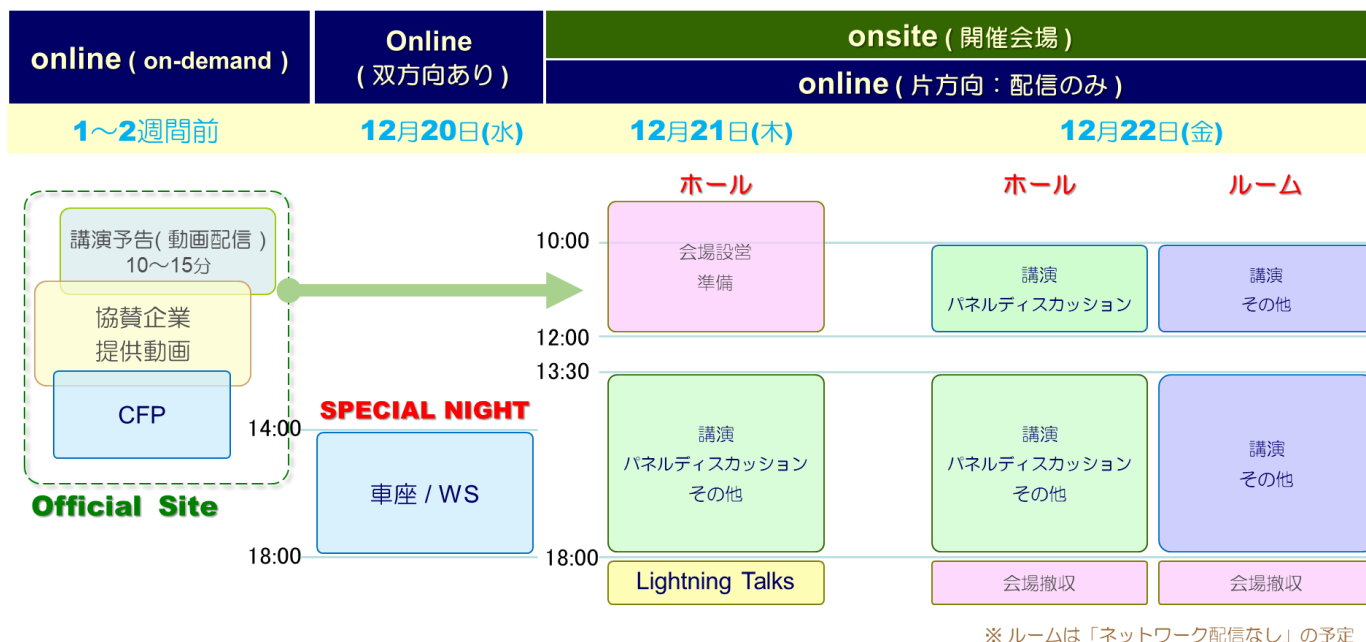 online ( on-demand )
Online
( 双方向あり )
onsite ( 開催会場 )
online ( 片方向：配信のみ )
1～2週間前
12月20日(水)
12月21日(木)
12月22日(金)
ホール
ホール
ルーム
講演予告( 動画配信 )
10～15分
協賛企業
提供動画
CFP
Official Site
SPECIAL NIGHT
14:00
車座 / WS
18:00
10:00
12:00
13:30
18:00
会場設営
準備
講演
パネルディスカッション
その他
Lightning Talks
講演
パネルディスカッション
講演
パネルディスカッション
その他
会場撤収
講演
その他
講演
その他
会場撤収
※ ルームは「ネットワーク配信なし」の予定